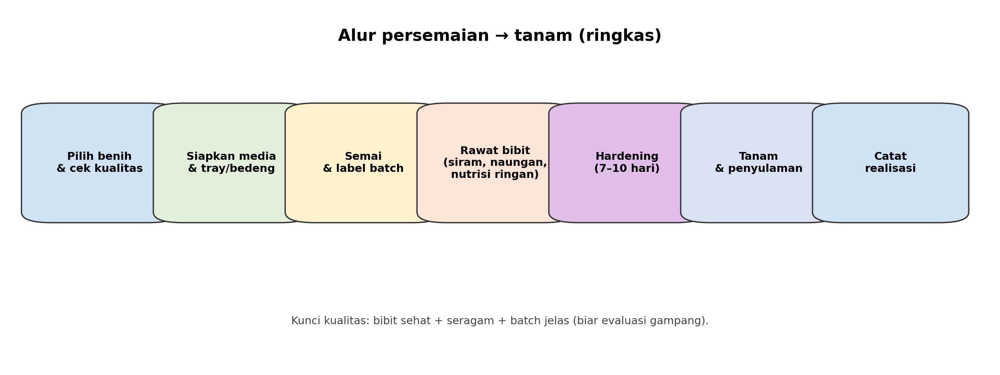 Alur persemaian → tanam (ringkas)
Pilih benih
& cek kualitas
Siapkan media
& tray/bedeng
Semai
& label batch
Rawat bibit
(siram, naungan,
nutrisi ringan)
Hardening
(7–10 hari)
Tanam
& penyulaman
Catat
realisasi
Kunci kualitas: bibit sehat + seragam + batch jelas (biar evaluasi gampang).